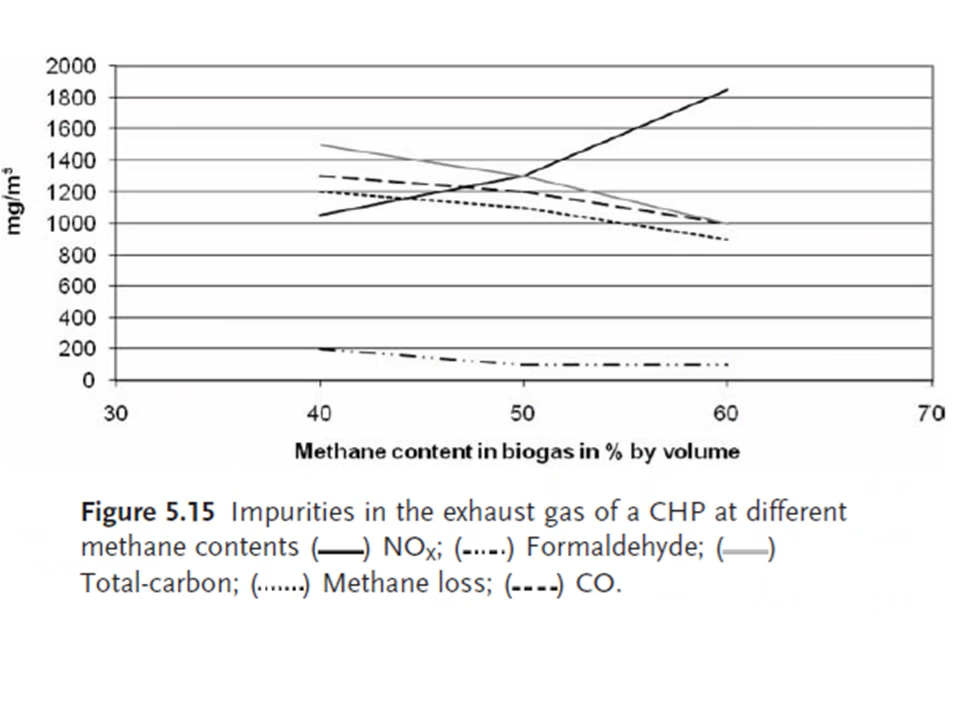 2000
1800
1600
1400
1200
1000
800
600
400
200
0
mg/m³
30 40 50 60 70
Methane content in biogas in % by volume
Figure 5.15 Impurities in the exhaust gas of a CHP at different
methane contents (——) NOX; (-··-··) Formaldehyde; (——)
Total-carbon; (·······) Methane loss; (----) CO.